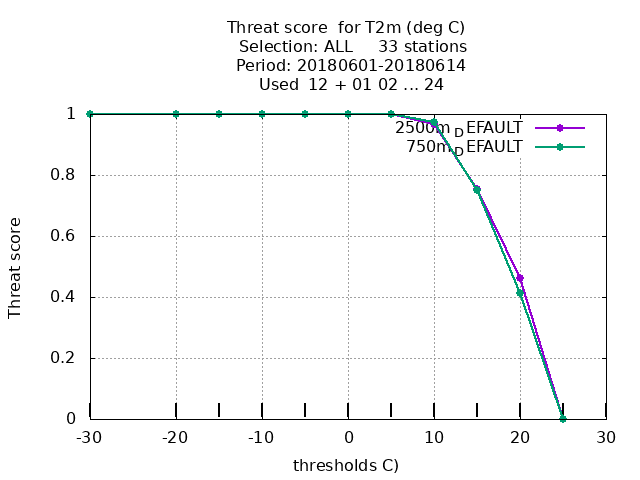 Threat score  for T2m (deg C)
Selection: ALL     33 stations
Period: 20180601-20180614
Used  12 + 01 02 ... 24
2500m_DEFAULT
750m_DEFAULT
1
0.8
0.6
0.4
0.2
0
Threat score
-30 -20 -10 0 10 20 30
thresholds C)